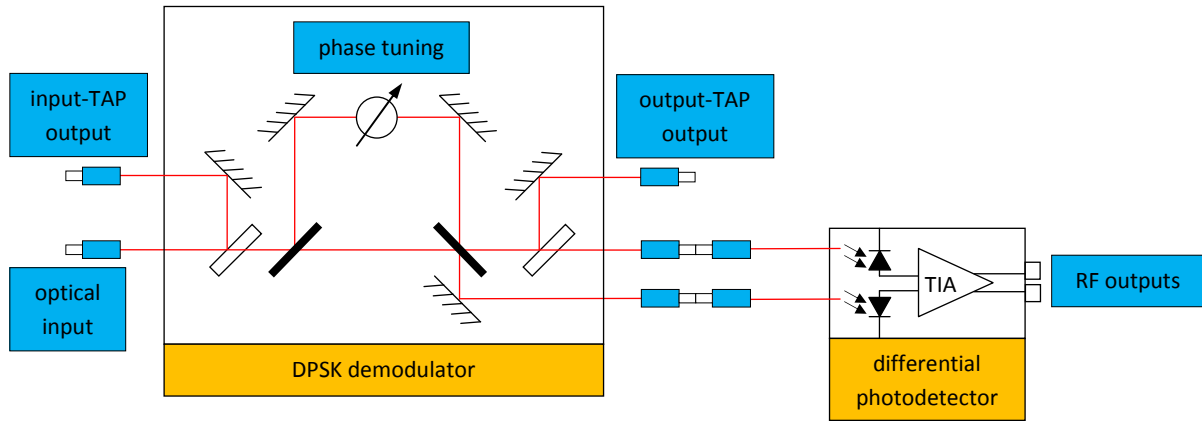 phase tuning
input-TAP
output
output-TAP
output
optical
input
TIA
RF outputs
DPSK demodulator
differential
photodetector